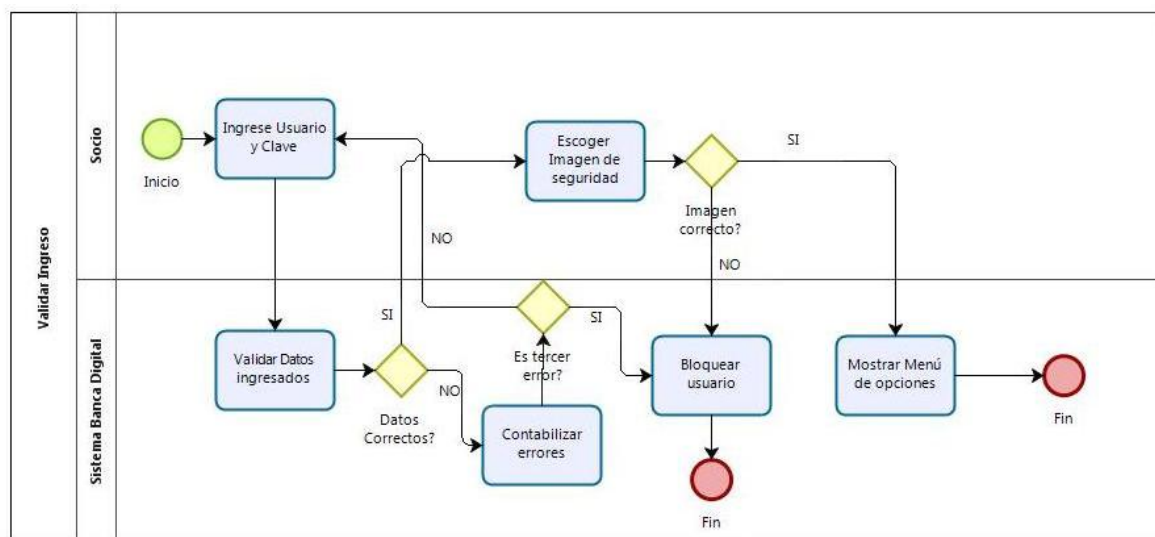 Validar Ingreso
Socio
Inicio
Ingrese Usuario
y Clave
Escoger
Imagen de
seguridad
Imagen
correcto?
SI
NO
NO
Sistema Banca Digital
Validar Datos
ingresados
SI
Datos
Correctos?
NO
Contabilizar
errores
Es tercer
error?
SI
Bloquear
usuario
Fin
Mostrar Menú
de opciones
Fin